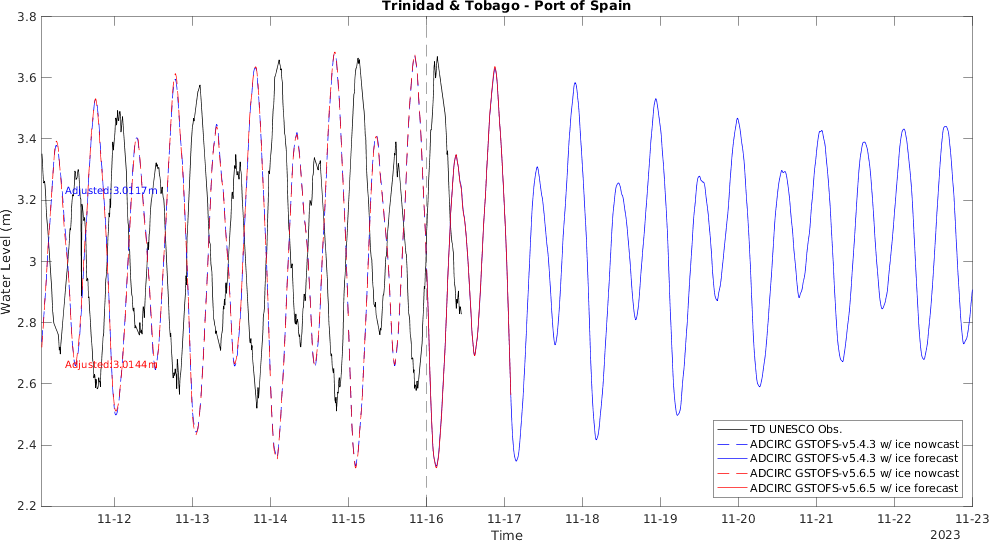 Trinidad & Tobago - Port of Spain
3.8
3.6
3.4
3.2
3
2.8
2.6
2.4
2.2
Water Level (m)
Adjusted:3.0117m
Adjusted:3.0144m
TD UNESCO Obs.
ADCIRC GSTOFS-v5.4.3 w/ ice nowcast
ADCIRC GSTOFS-v5.4.3 w/ ice forecast
ADCIRC GSTOFS-v5.6.5 w/ ice nowcast
ADCIRC GSTOFS-v5.6.5 w/ ice forecast
11-12 11-13 11-14 11-15 11-16 11-17 11-18 11-19 11-20 11-21 11-22 11-23
Time
2023